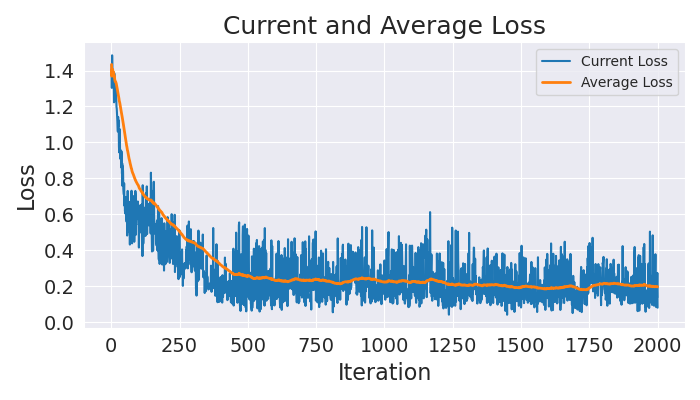 Current and Average Loss
Current Loss
Average Loss
Loss
1.4
1.2
1.0
0.8
0.6
0.4
0.2
0.0
0 250 500 750 1000 1250 1500 1750 2000
Iteration